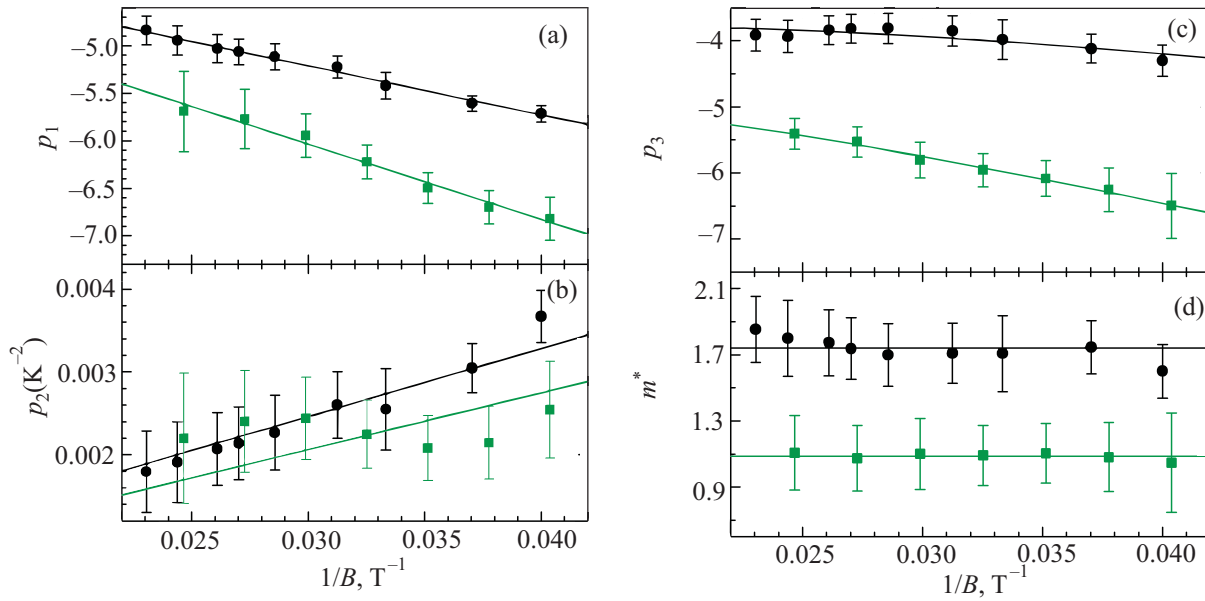 (a)
–5.0
–5.5
–6.0
–6.5
–7.0
p₁
(b)
0.004
0.003
0.002
p₂(K⁻²)
0.025 0.030 0.035 0.040
1/B, T⁻¹
(c)
–4
–5
–6
–7
p₃
(d)
2.1
1.7
1.3
0.9
m*
0.025 0.030 0.035 0.040
1/B, T⁻¹